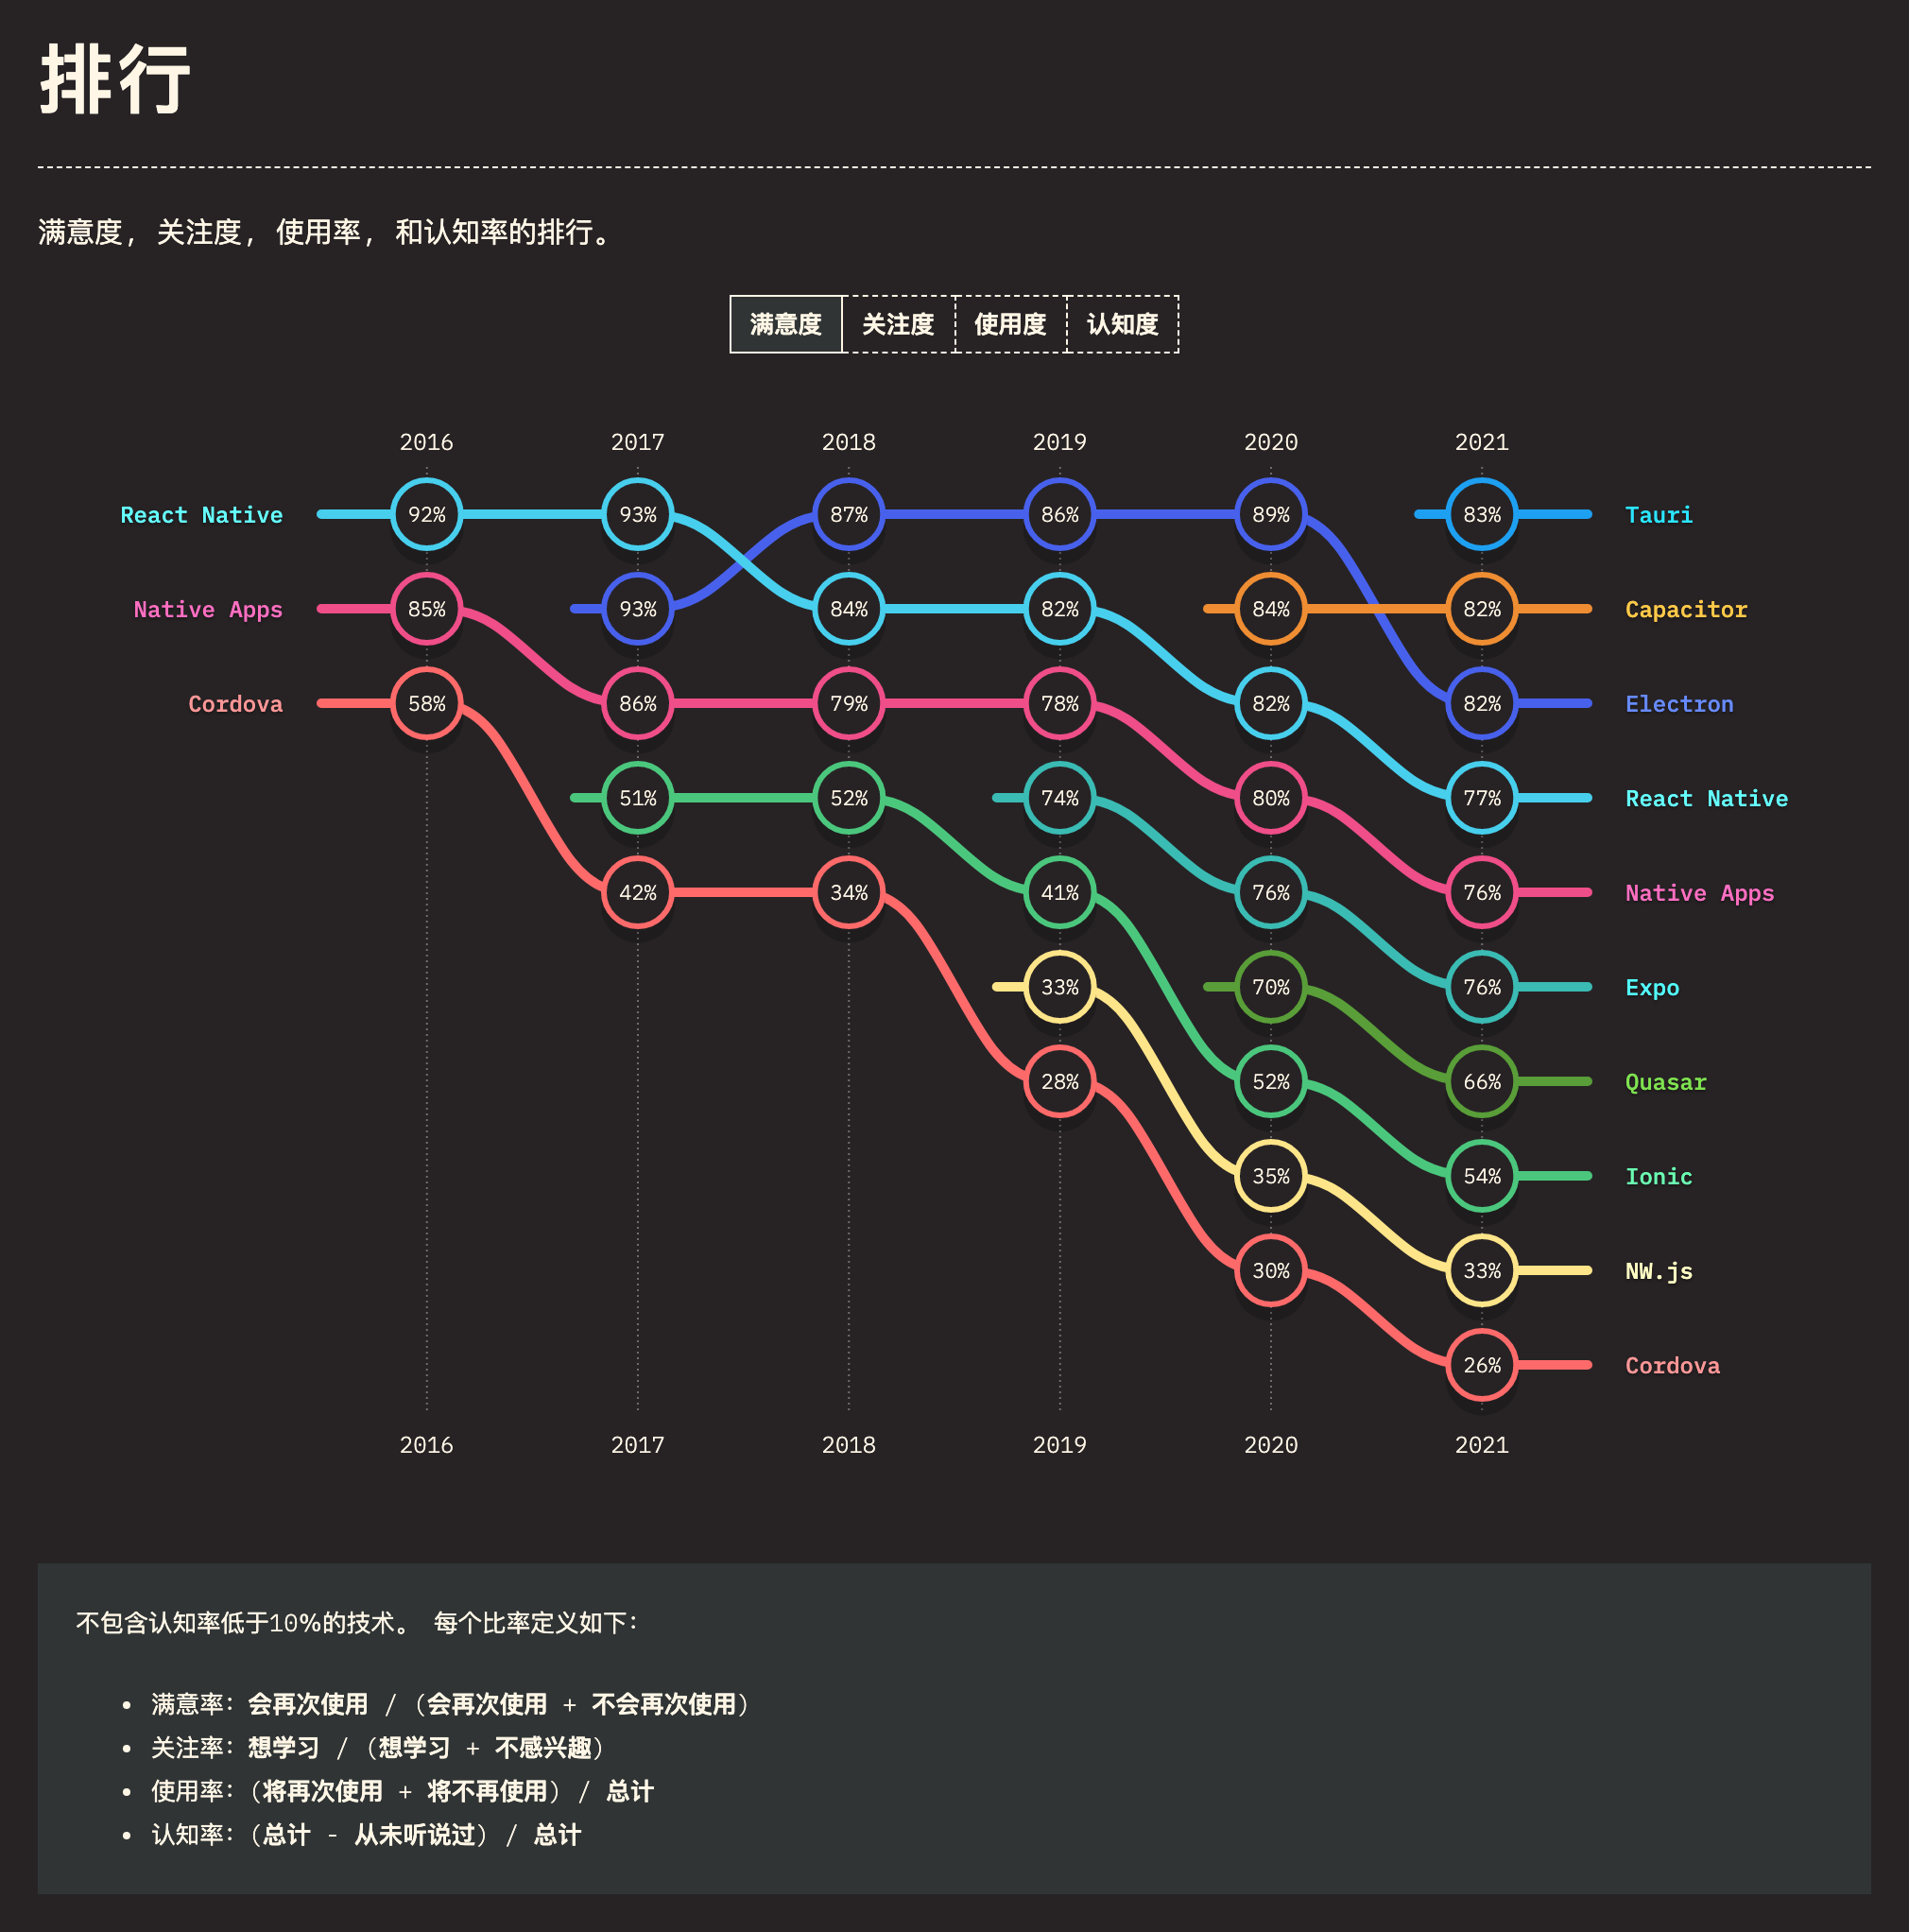 排行
满意度, 关注度, 使用率, 和认知率的排行。
满意度 关注度 使用度 认知度
2016 2017 2018 2019 2020 2021
React Native 92% 93% 87% 86% 89% 83% Tauri
Native Apps 85% 93% 84% 82% 84% 82% Capacitor
Cordova 58% 86% 79% 78% 82% 82% Electron
51% 52% 74% 80% 77% React Native
42% 34% 41% 76% 76% Native Apps
33% 70% 76% Expo
28% 52% 66% Quasar
35% 54% Ionic
30% 33% NW.js
26% Cordova
2016 2017 2018 2019 2020 2021
不包含认知率低于10%的技术。 每个比率定义如下:
• 满意率: 会再次使用 / (会再次使用 + 不会再次使用)
• 关注率: 想学习 / (想学习 + 不感兴趣)
• 使用率: (将再次使用 + 将不再使用) / 总计
• 认知率: (总计 - 从未听说过) / 总计